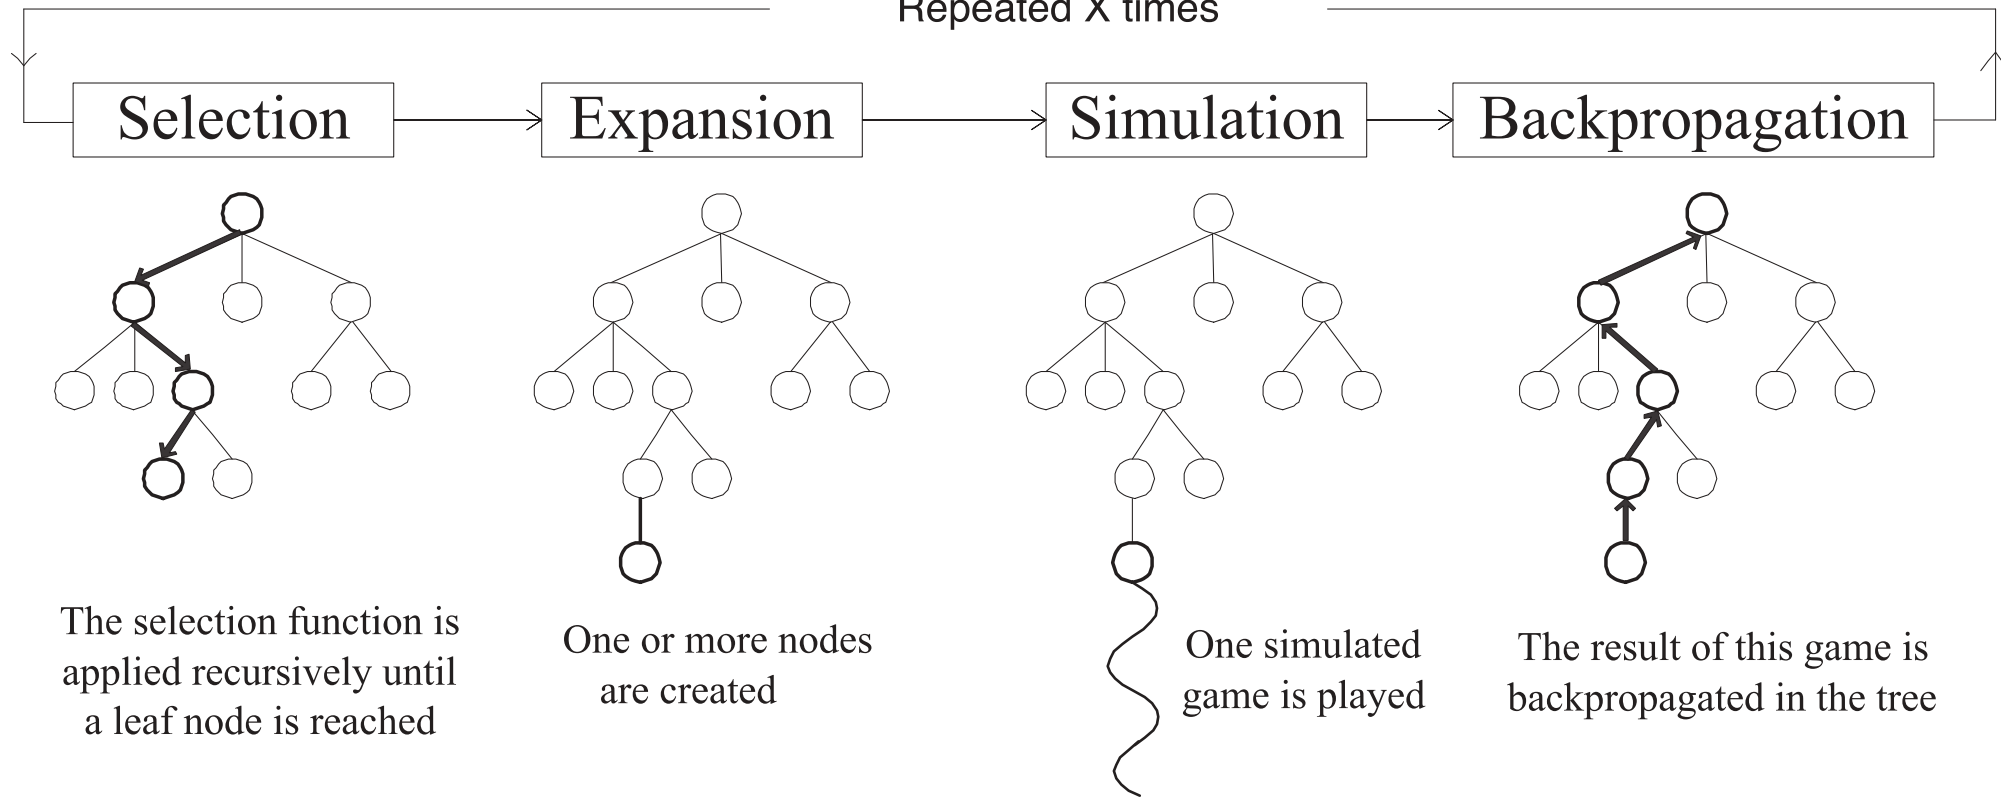 Repeated X times
Selection
Expansion
Simulation
Backpropagation
The selection function is
applied recursively until
a leaf node is reached
One or more nodes
are created
One simulated
game is played
The result of this game is
backpropagated in the tree